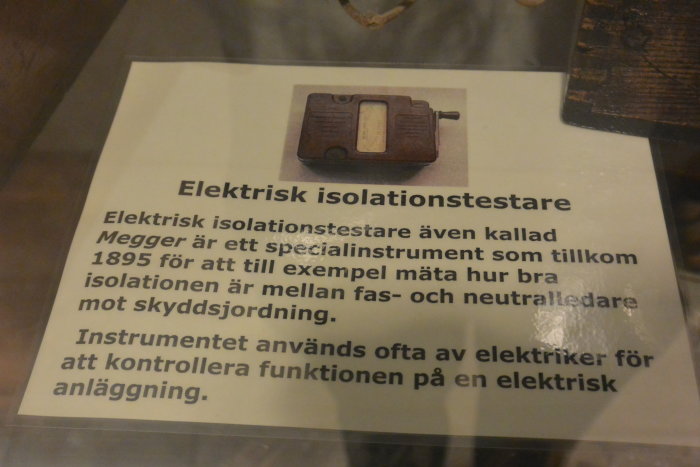 Elektrisk isolationstestare
Elektrisk isolationstestare även kallad
Megger är ett specialinstrument som tillkom
1895 för att till exempel mäta hur bra
isolationen är mellan fas- och neutralledare
mot skyddsjordning.
Instrumentet används ofta av elektriker för
att kontrollera funktionen på en elektrisk
anläggning.